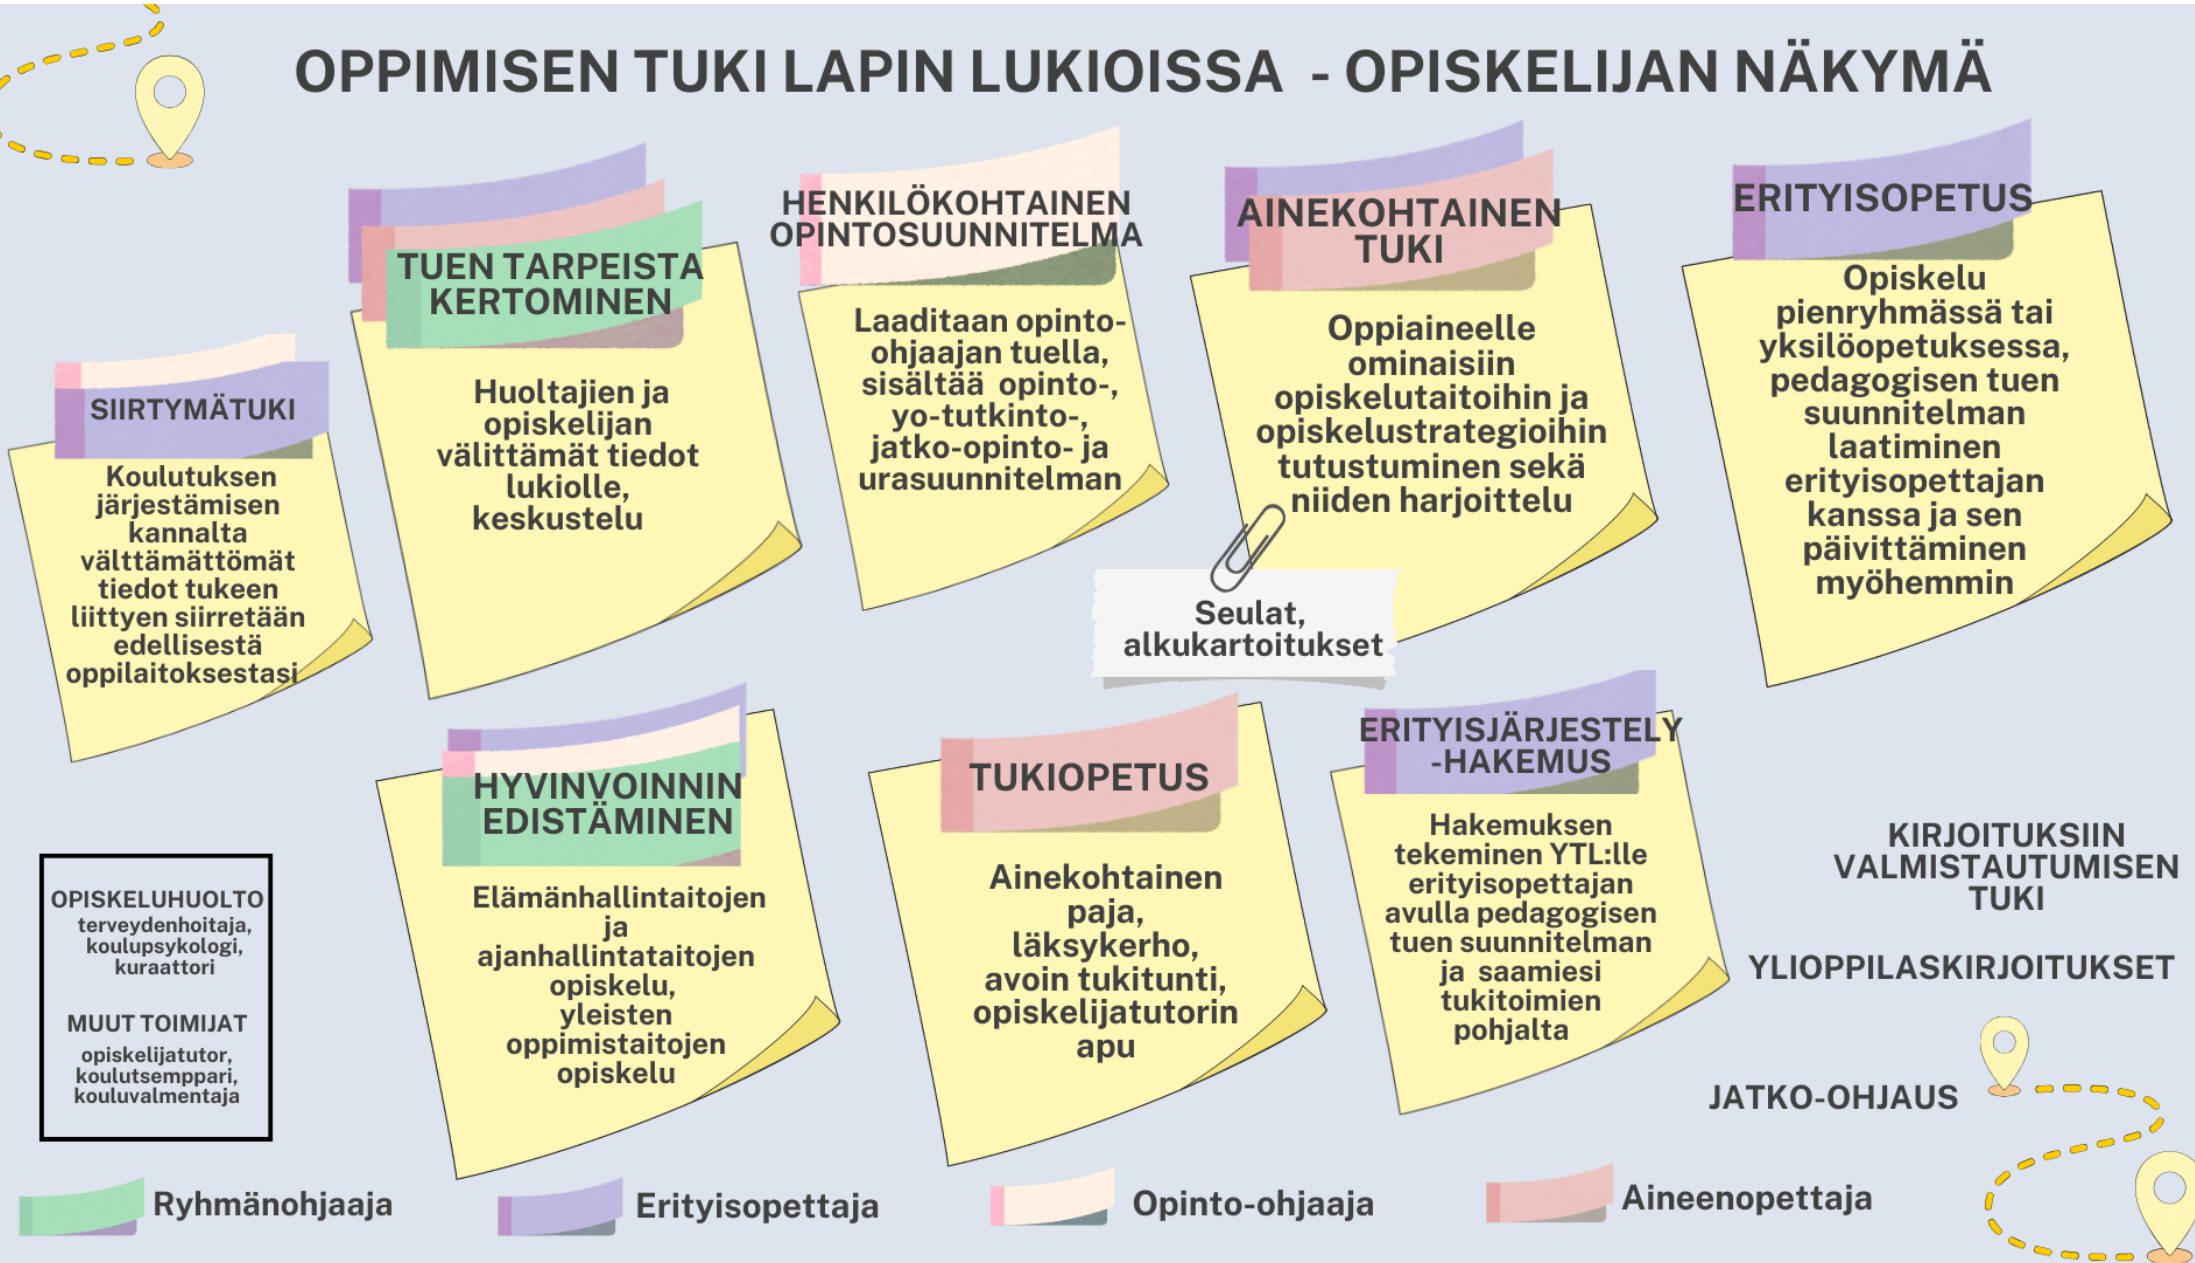 OPPIMISEN TUKI LAPIN LUKIOISSA - OPISKELIJAN NÄKYMÄ
SIIRTYMÄTUKI
Koulutuksen
järjestämisen
kannalta
välttämättömät
tiedot tukeen
liittyen siirretään
edellisestä
oppilaitoksestasi
TUEN TARPEISTA
KERTOMINEN
Huoltajien ja
opiskelijan
välittämät tiedot
lukiolle,
keskustelu
HENKILÖKOHTAINEN
OPINTOSUUNNITELMA
Laaditaan opinto-
ohjaajan tuella,
sisältää opinto-,
yo-tutkinto-,
jatko-opinto- ja
urasuunnitelman
AINEKOHTAINEN
TUKI
Oppiaineelle
ominaisiin
opiskelutaitoihin ja
opiskelustrategioihin
tutustuminen sekä
niiden harjoittelu
Seulat,
alkukartoitukset
ERITYISOPETUS
Opiskelu
pienryhmässä tai
yksilöopetuksessa,
pedagogisen tuen
suunnitelman
laatiminen
erityisopettajan
kanssa ja sen
päivittäminen
myöhemmin
OPISKELUHUOLTO
terveydenhoitaja,
koulupsykologi,
kuraattori
MUUT TOIMIJAT
opiskelijatutor,
koulutsemppari,
kouluvalmentaja
HYVINVOINNIN
EDISTÄMINEN
Elämänhallintaitojen
ja
ajanhallintataitojen
opiskelu,
yleisten
oppimistaitojen
opiskelu
TUKIOPETUS
Ainekohtainen
paja,
läksykerho,
avoin tukitunti,
opiskelijatutorin
apu
ERITYISJÄRJESTELY
-HAKEMUS
Hakemuksen
tekeminen YTL:lle
erityisopettajan
avulla pedagogisen
tuen suunnitelman
ja saamiesi
tukitoimien
pohjalta
KIRJOITUKSIIN
VALMISTAUTUMISEN
TUKI
YLIOPPILASKIRJOITUKSET
JATKO-OHJAUS
Ryhmänohjaaja
Erityisopettaja
Opinto-ohjaaja
Aineenopettaja